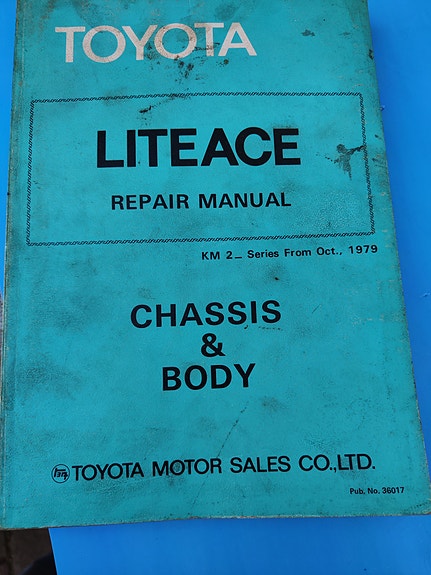 TOYOTA
LITEACE
REPAIR MANUAL
KM 2_ Series From Oct., 1979
CHASSIS
&
BODY
TOYOTA MOTOR SALES CO.,LTD.
Pub. No. 36017